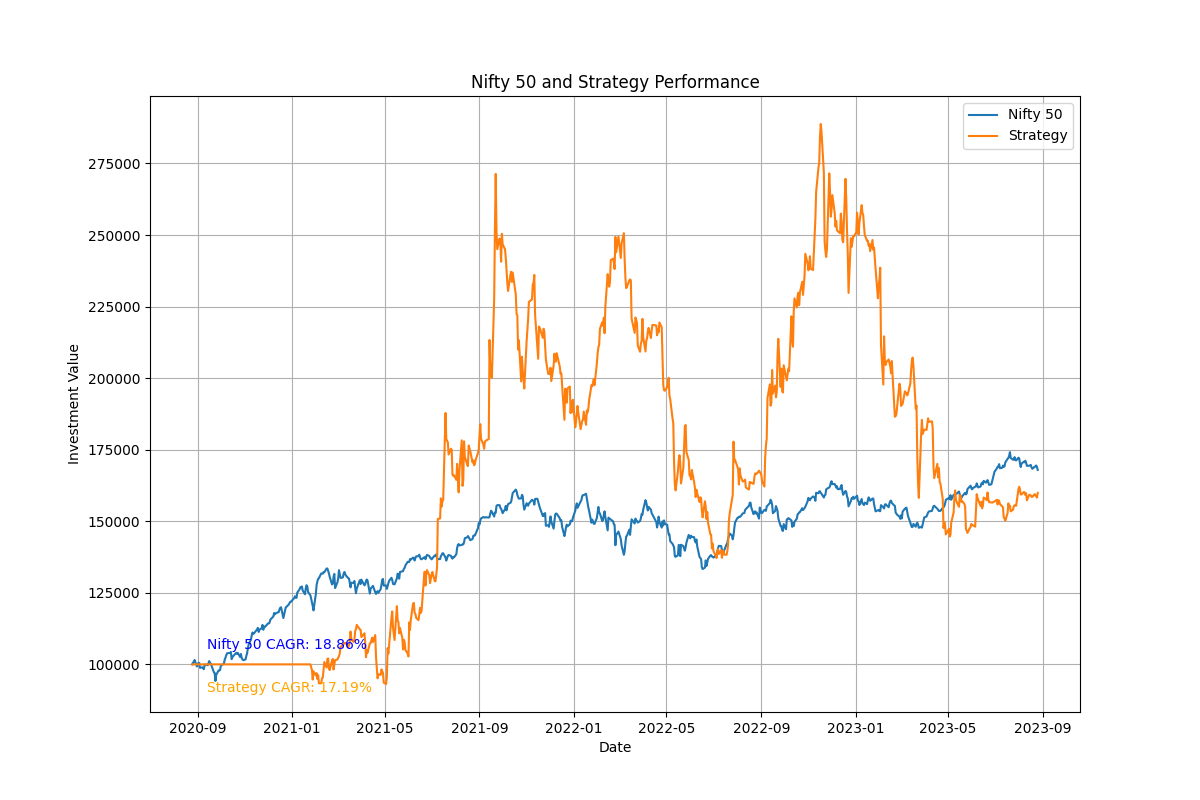 Nifty 50 and Strategy Performance
Nifty 50
Strategy
275000
250000
225000
200000
175000
150000
125000
100000
Investment Value
Nifty 50 CAGR: 18.86%
Strategy CAGR: 17.19%
2020-09
2021-01
2021-05
2021-09
2022-01
2022-05
2022-09
2023-01
2023-05
2023-09
Date